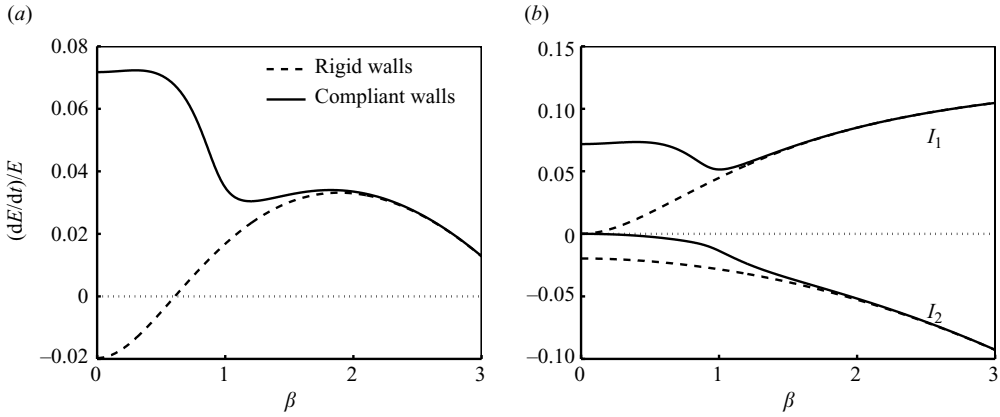 (a)
(b)
0.08
0.06
0.04
0.02
0
−0.02
(dE/dt)/E
Rigid walls
Compliant walls
0
1
2
3
β
0.15
0.10
0.05
0
−0.05
−0.10
I1
I2
0
1
2
3
β